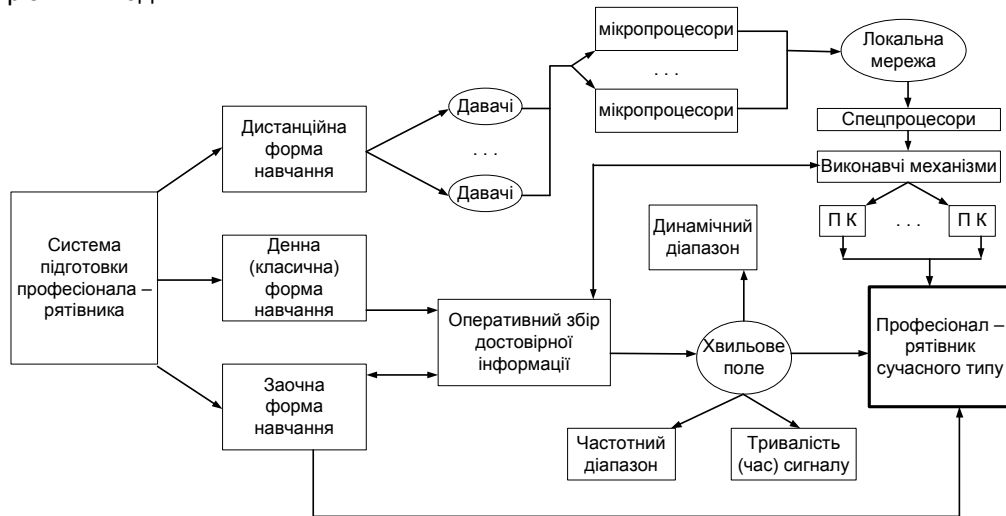 мікропроцесори
. . .
мікропроцесори
Локальна
мережа
Давачі
. . .
Давачі
Дистанційна
форма
навчання
Спецпроцесори
Виконавчі механізми
П К
. . .
П К
Система
підготовки
професіонала –
рятівника
Денна
(класична)
форма
навчання
Динамічний
діапазон
Оперативний збір
достовірної
інформації
Хвильове
поле
Професіонал –
рятівник
сучасного типу
Заочна
форма
навчання
Частотний
діапазон
Тривалість
(час) сигналу